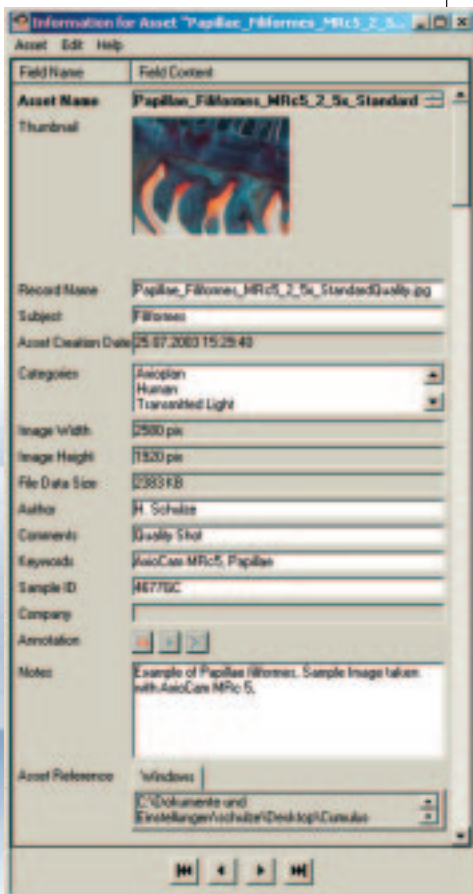 Information for Asset "Papillae_Filiformes_MRc5_2_5...
Asset Edit Help
Field Name Field Content
Asset Name Papillae_Filiformes_MRc5_2_5x_Standard
Thumbnail
Record Name Papillae_Filiformes_MRc5_2_5x_StandardQuality.jpg
Subject Filiformes
Asset Creation Date 25.07.2003 15:29:40
Categories Axioplan
Human
Transmitted Light
Image Width 2580 pix
Image Height 1920 pix
File Data Size 2383 KB
Author H. Schulze
Comments Quality Shot
Keywords AxioCam MRc5, Papillae
Sample ID 4677GC
Company
Annotation
Notes Example of Papillae filiformes. Sample Image taken
with AxioCam MRc 5,
Asset Reference Windows
C:\Dokumente und
Einstellungen\schulze\Desktop\Cumulus